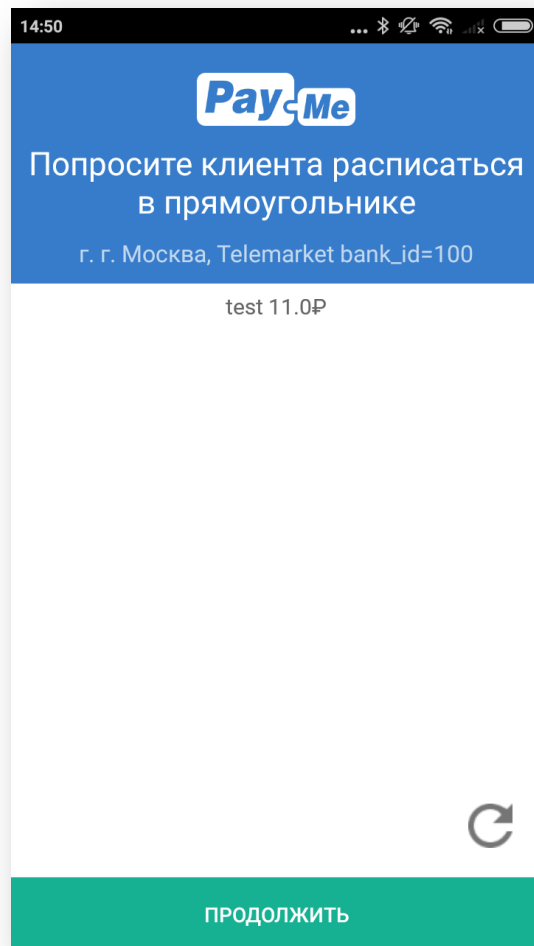 14:50
Pay-Me
Попросите клиента расписаться
в прямоугольнике
г. г. Москва, Telemarket bank_id=100
test 11.0₽
ПРОДОЛЖИТЬ